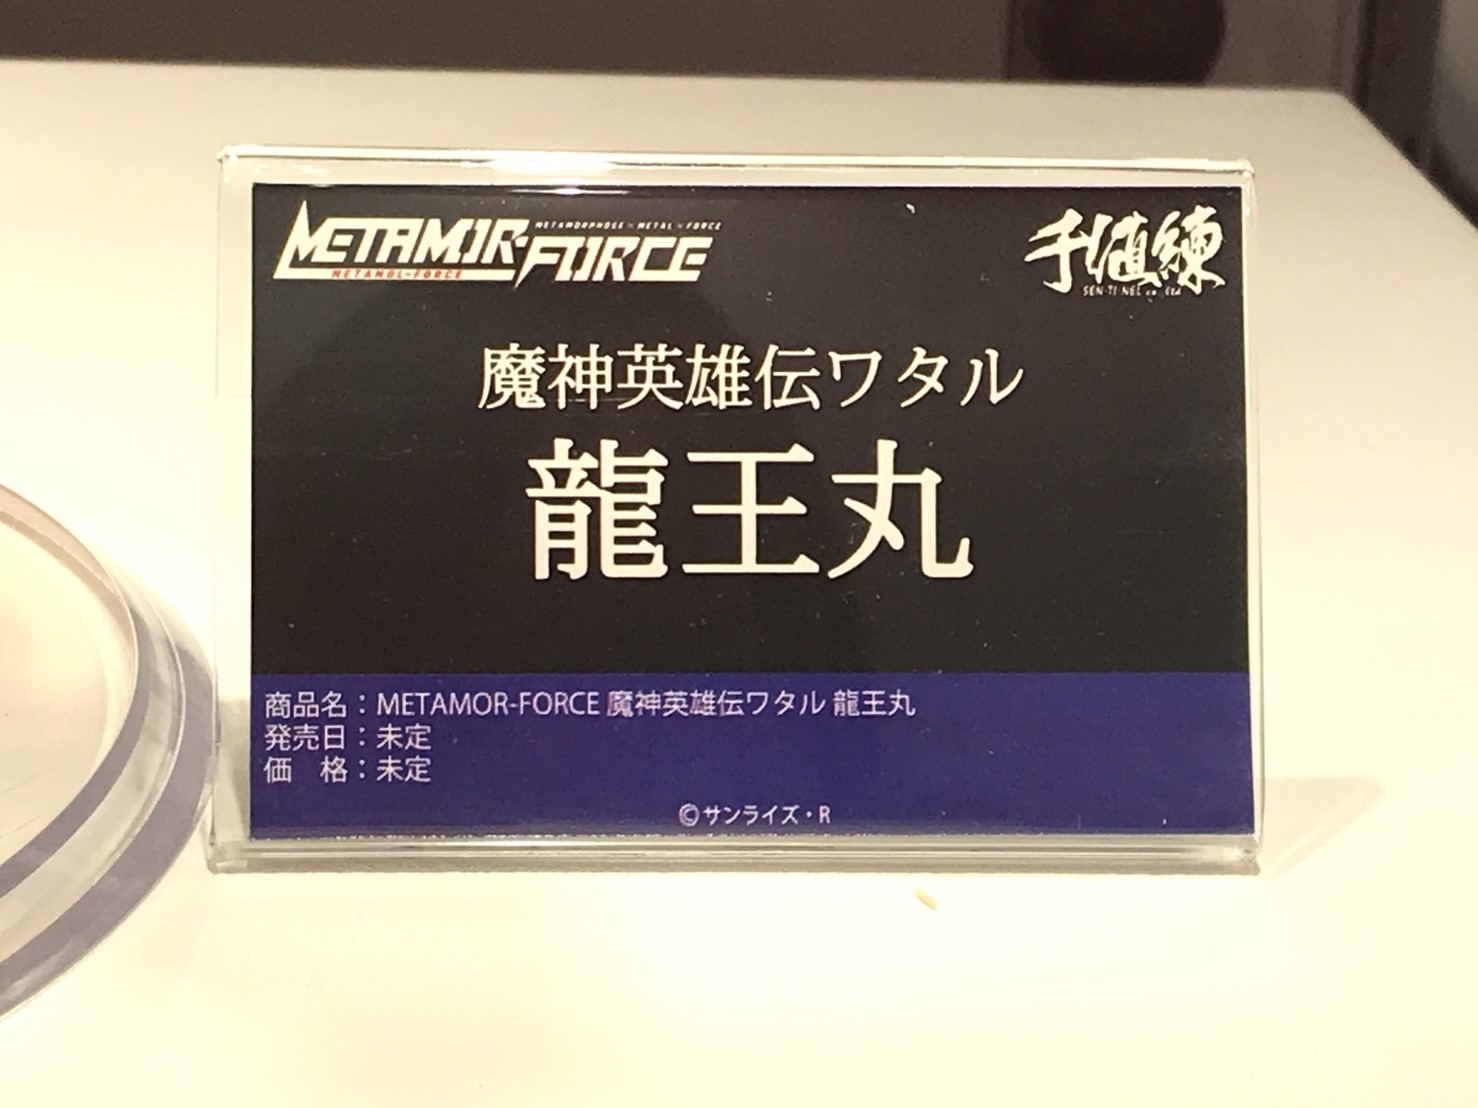 METAMOR-FORCE
METAMORPHOSE × METAL × FORCE
千値練
SEN-TI-NEL co., ltd
魔神英雄伝ワタル
龍王丸
商品名：METAMOR-FORCE 魔神英雄伝ワタル 龍王丸
発売日：未定
価　格：未定
©サンライズ・R